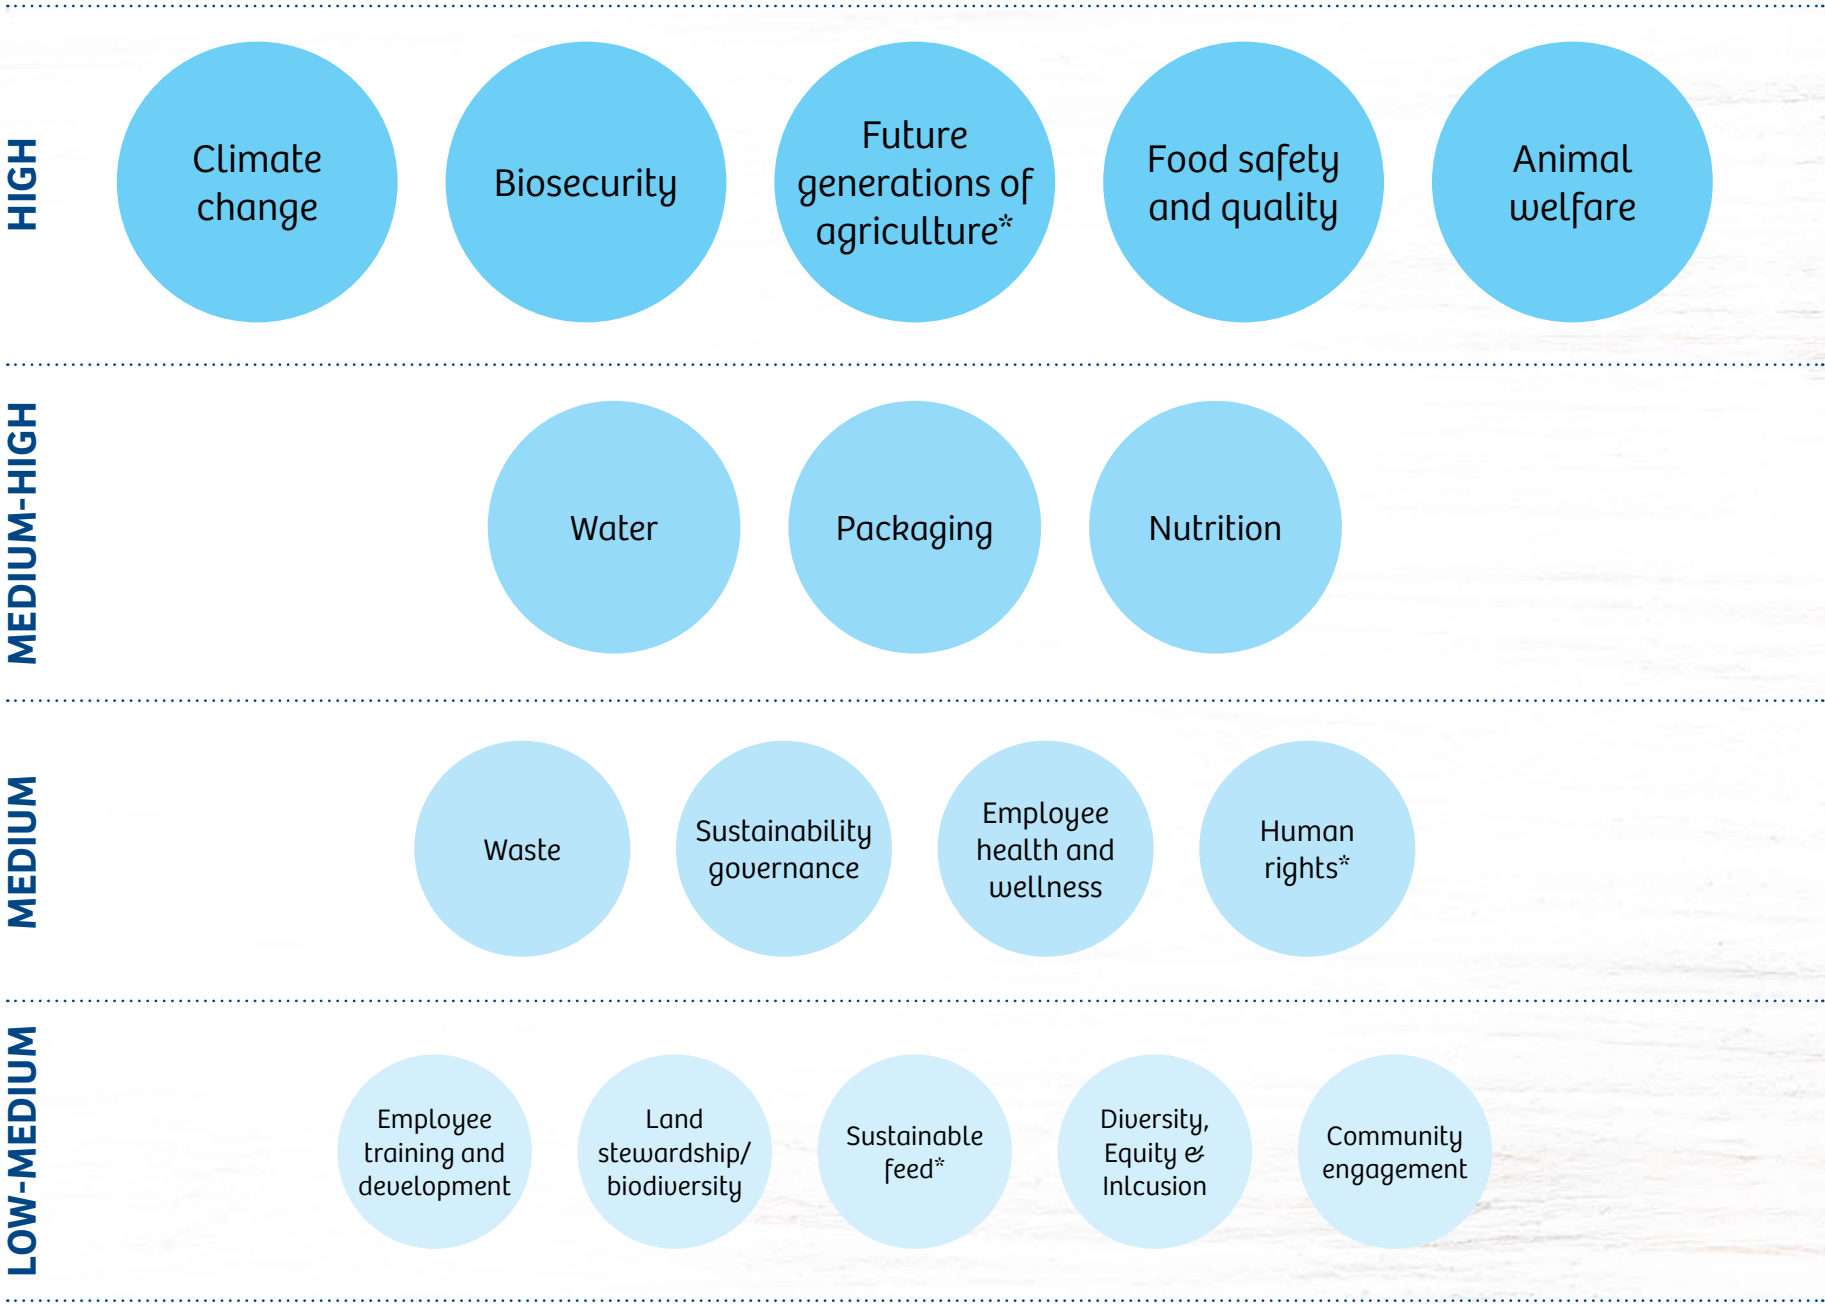 HIGH
Climate
change
Biosecurity
Future
generations of
agriculture*
Food safety
and quality
Animal
welfare
MEDIUM-HIGH
Water
Packaging
Nutrition
MEDIUM
Waste
Sustainability
governance
Employee
health and
wellness
Human
rights*
LOW-MEDIUM
Employee
training and
development
Land
stewardship/
biodiversity
Sustainable
feed*
Diversity,
Equity &
Inlcusion
Community
engagement